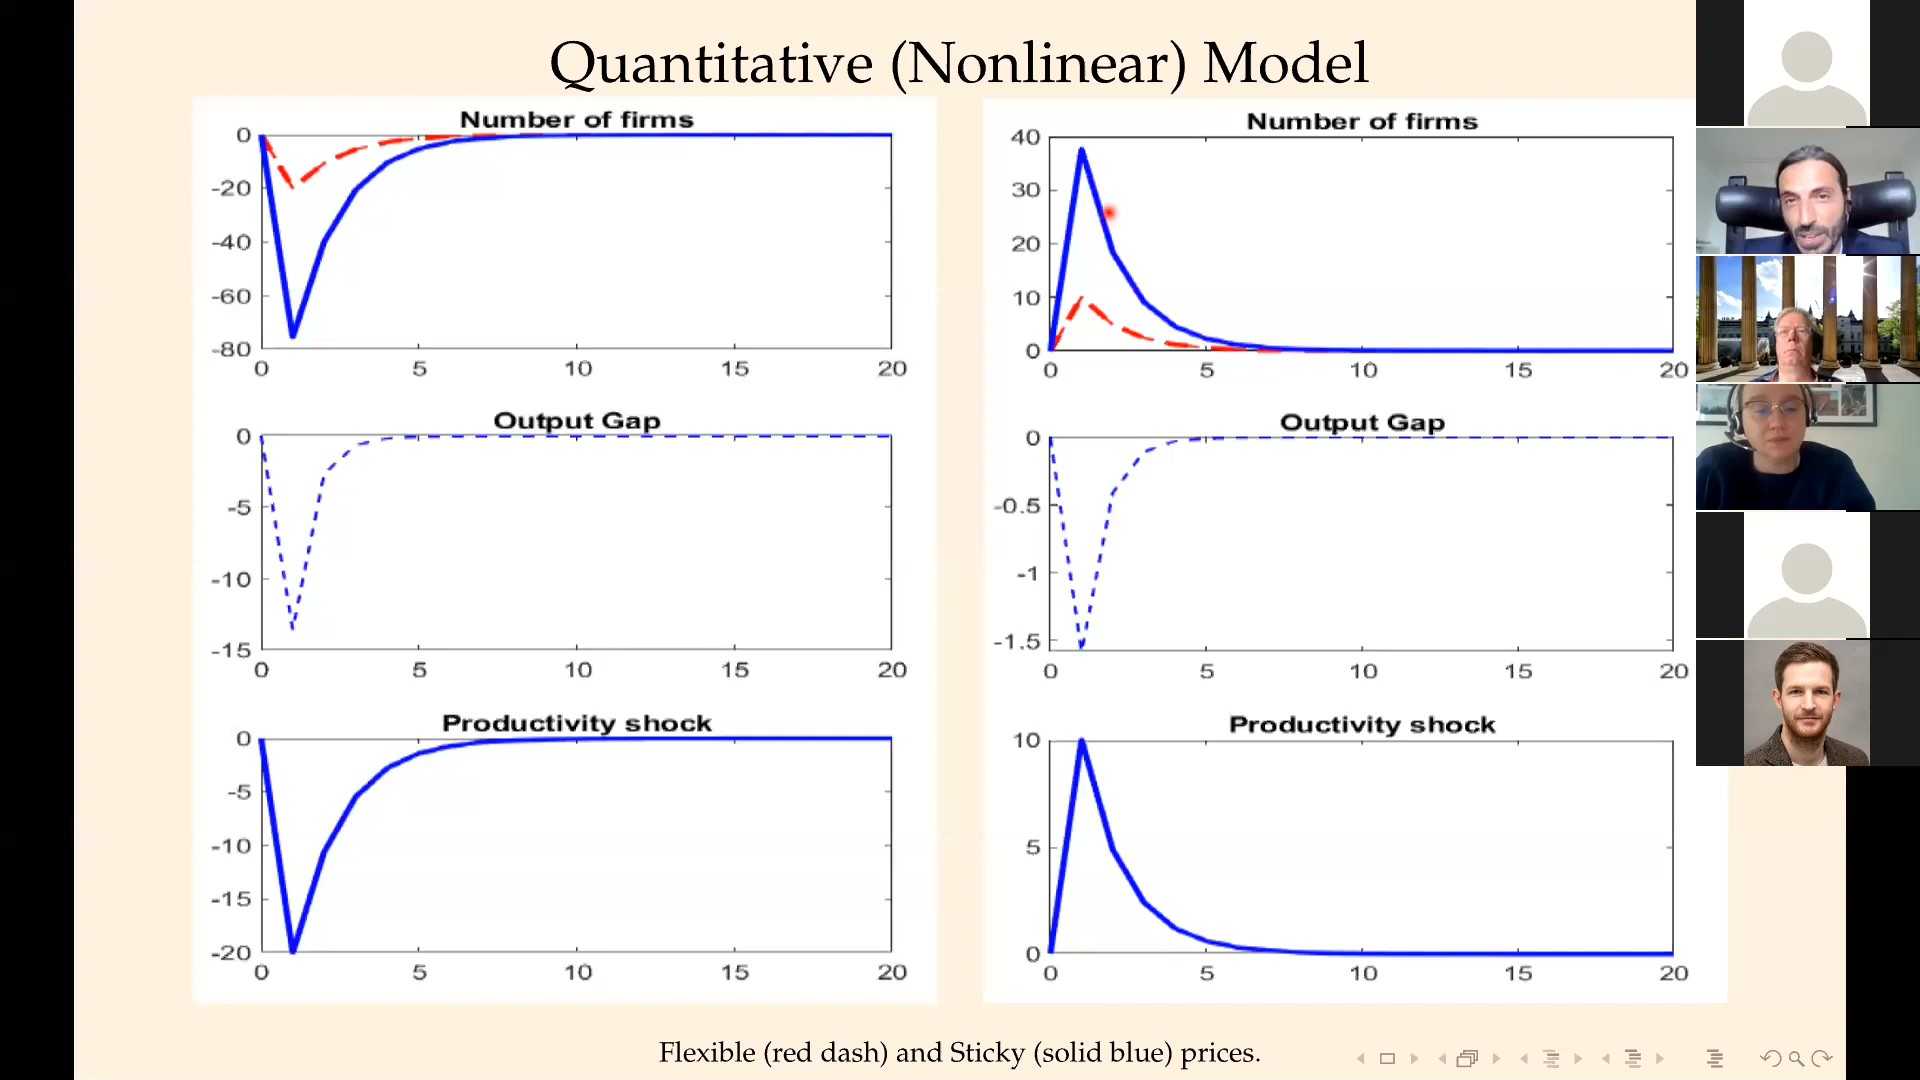 Quantitative (Nonlinear) Model
Number of firms
0
-20
-40
-60
-80
0 5 10 15 20
Number of firms
40
30
20
10
0
0 5 10 15 20
Output Gap
0
-5
-10
-15
0 5 10 15 20
Output Gap
0
-0.5
-1
-1.5
0 5 10 15 20
Productivity shock
0
-5
-10
-15
-20
0 5 10 15 20
Productivity shock
10
5
0
0 5 10 15 20
Flexible (red dash) and Sticky (solid blue) prices.